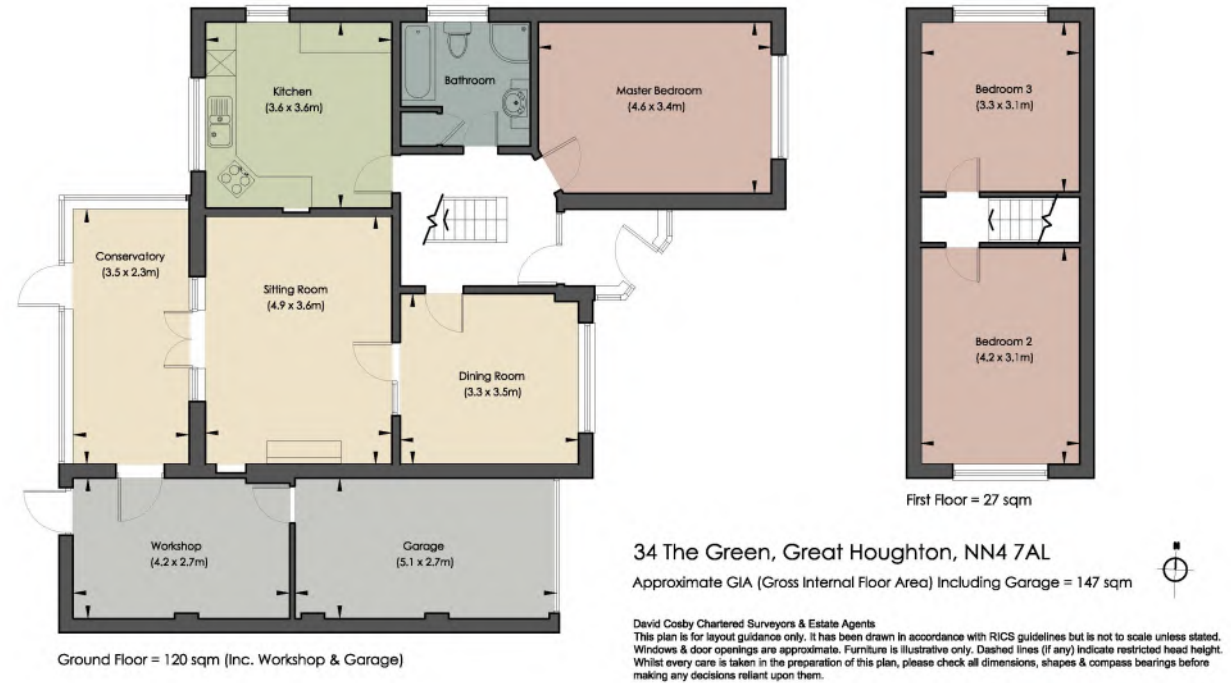 Kitchen
(3.6 x 3.6m)
Bathroom
Master Bedroom
(4.6 x 3.4m)
Bedroom 3
(3.3 x 3.1m)
Conservatory
(3.5 x 2.3m)
Sitting Room
(4.9 x 3.6m)
Dining Room
(3.3 x 3.5m)
Bedroom 2
(4.2 x 3.1m)
First Floor = 27 sqm
Workshop
(4.2 x 2.7m)
Garage
(5.1 x 2.7m)
Ground Floor = 120 sqm (Inc. Workshop & Garage)
34 The Green, Great Houghton, NN4 7AL
N
Approximate GIA (Gross Internal Floor Area) Including Garage = 147 sqm
David Cosby Chartered Surveyors & Estate Agents
This plan is for layout guidance only. It has been drawn in accordance with RICS guidelines but is not to scale unless stated.
Windows & door openings are approximate. Furniture is illustrative only. Dashed lines (if any) indicate restricted head height.
Whilst every care is taken in the preparation of this plan, please check all dimensions, shapes & compass bearings before
making any decisions reliant upon them.